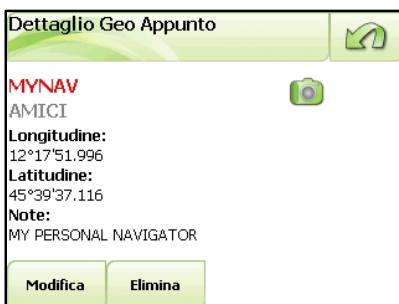 Dettaglio Geo Appunto
MYNAV
AMICI
Longitudine:
12°17'51.996
Latitudine:
45°39'37.116
Note:
MY PERSONAL NAVIGATOR
Modifica Elimina